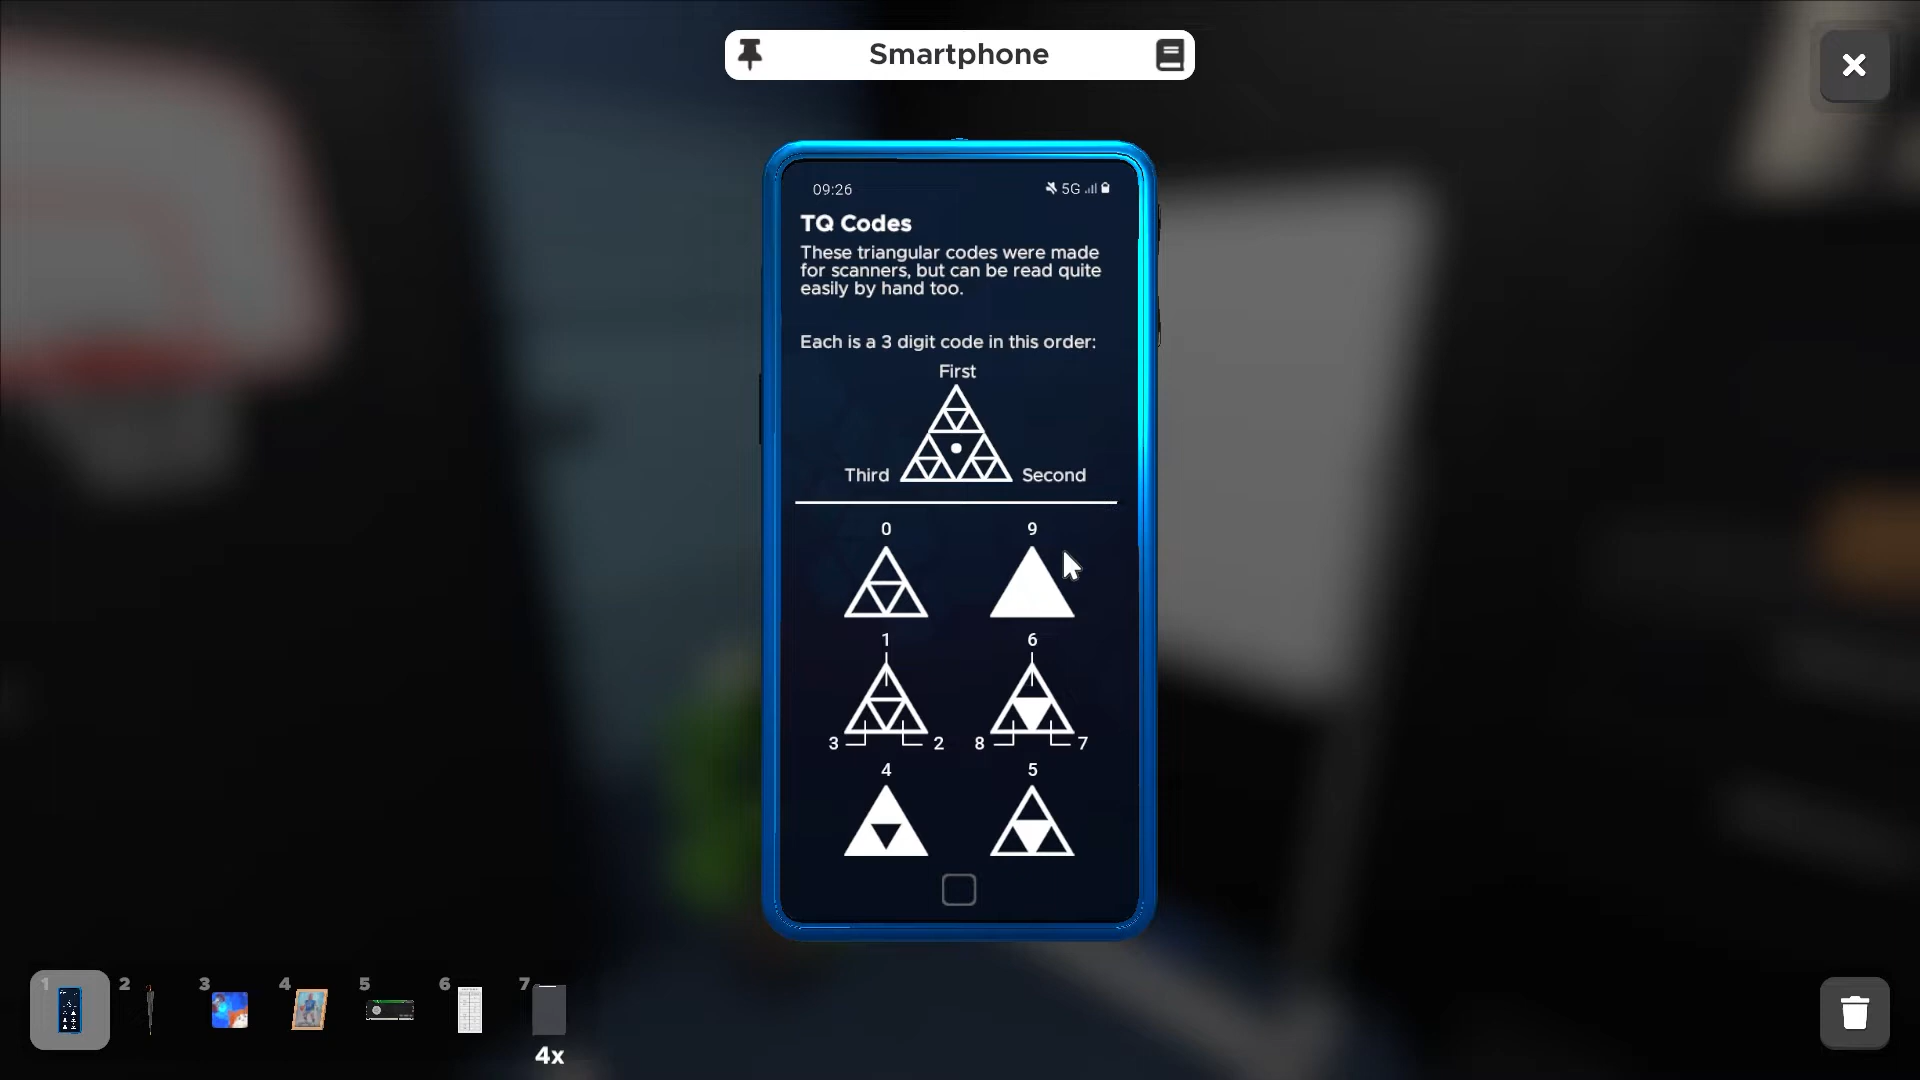 Smartphone
09:26
5G
TQ Codes
These triangular codes were made
for scanners, but can be read quite
easily by hand too.
Each is a 3 digit code in this order:
First
Third Second
0 9
1 6
3 2 8 7
4 5
1 2 3 4 5 6 7
4x